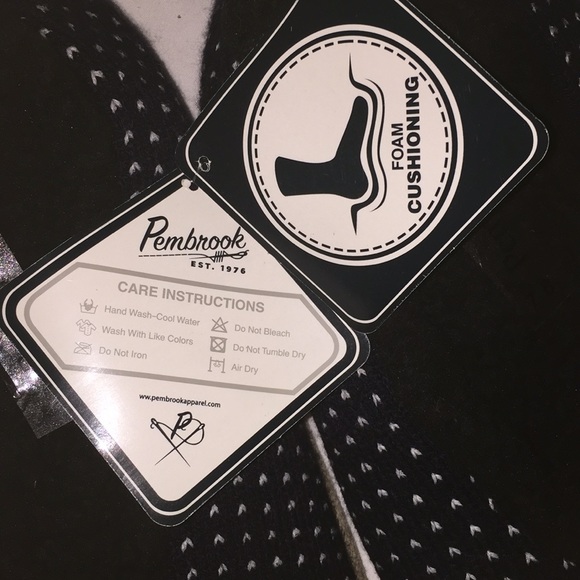 FOAM
CUSHIONING
Pembrook
EST. 1976
CARE INSTRUCTIONS
Hand Wash-Cool Water
Wash With Like Colors
Do Not Iron
Do Not Bleach
Do Not Tumble Dry
Air Dry
www.pembrookapparel.com
P